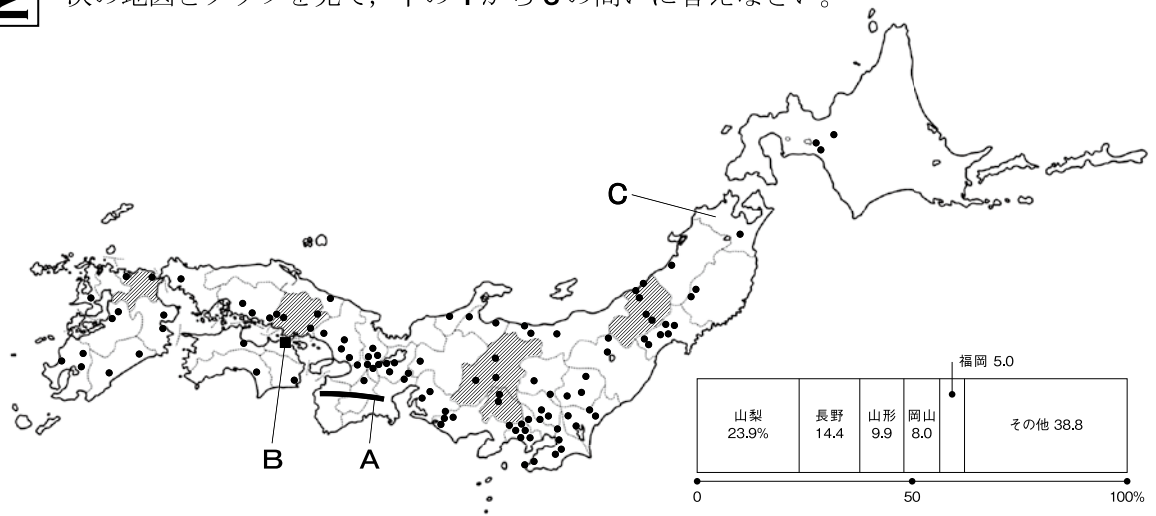 次の地図とグラフを見て，下の1から6の問いに答えなさい。
C
B
A
福岡 5.0
山梨
23.9%
長野
14.4
山形
9.9
岡山
8.0
その他 38.8
0
50
100%